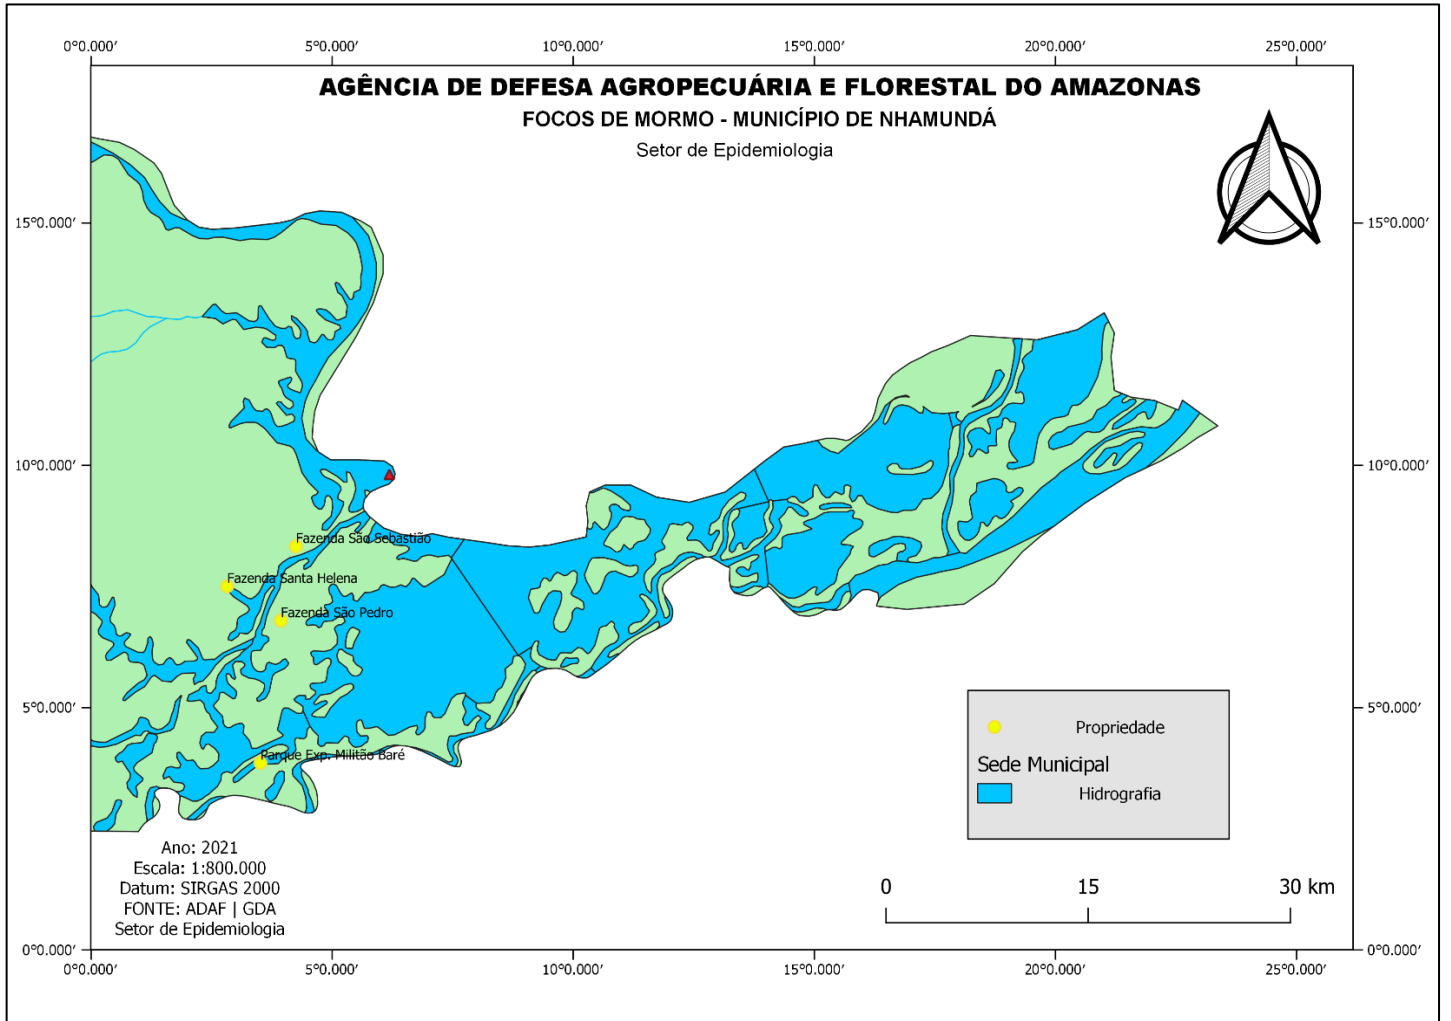 0°0.000′ 5°0.000′ 10°0.000′ 15°0.000′ 20°0.000′ 25°0.000′
AGÊNCIA DE DEFESA AGROPECUÁRIA E FLORESTAL DO AMAZONAS
FOCOS DE MORMO - MUNICÍPIO DE NHAMUNDÁ
Setor de Epidemiologia
15°0.000′ 15°0.000′
10°0.000′ 10°0.000′
Fazenda São Sebastião
Fazenda Santa Helena
Fazenda São Pedro
5°0.000′ 5°0.000′
Parque Exp. Militão Baré
Propriedade
Sede Municipal
Hidrografia
Ano: 2021
Escala: 1:800.000
Datum: SIRGAS 2000
FONTE: ADAF | GDA
Setor de Epidemiologia
0 15 30 km
0°0.000′ 0°0.000′
0°0.000′ 5°0.000′ 10°0.000′ 15°0.000′ 20°0.000′ 25°0.000′